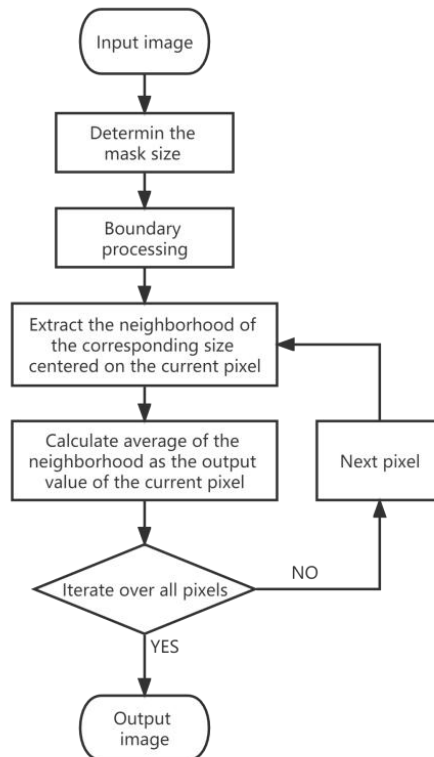 Input image
Determin the
mask size
Boundary
processing
Extract the neighborhood of
the corresponding size
centered on the current pixel
Calculate average of the
neighborhood as the output
value of the current pixel
Next pixel
Iterate over all pixels
NO
YES
Output
image